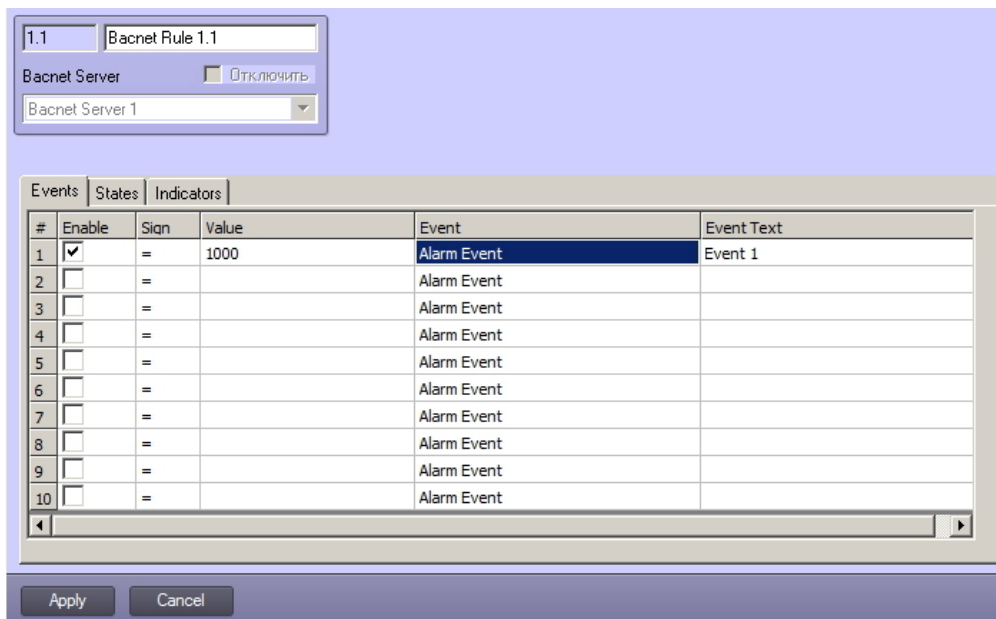 1.1 Bacnet Rule 1.1
Bacnet Server Отключить
Bacnet Server 1
Events States Indicators
# Enable Sign Value Event Event Text
1 = 1000 Alarm Event Event 1
2 = Alarm Event
3 = Alarm Event
4 = Alarm Event
5 = Alarm Event
6 = Alarm Event
7 = Alarm Event
8 = Alarm Event
9 = Alarm Event
10 = Alarm Event
Apply Cancel